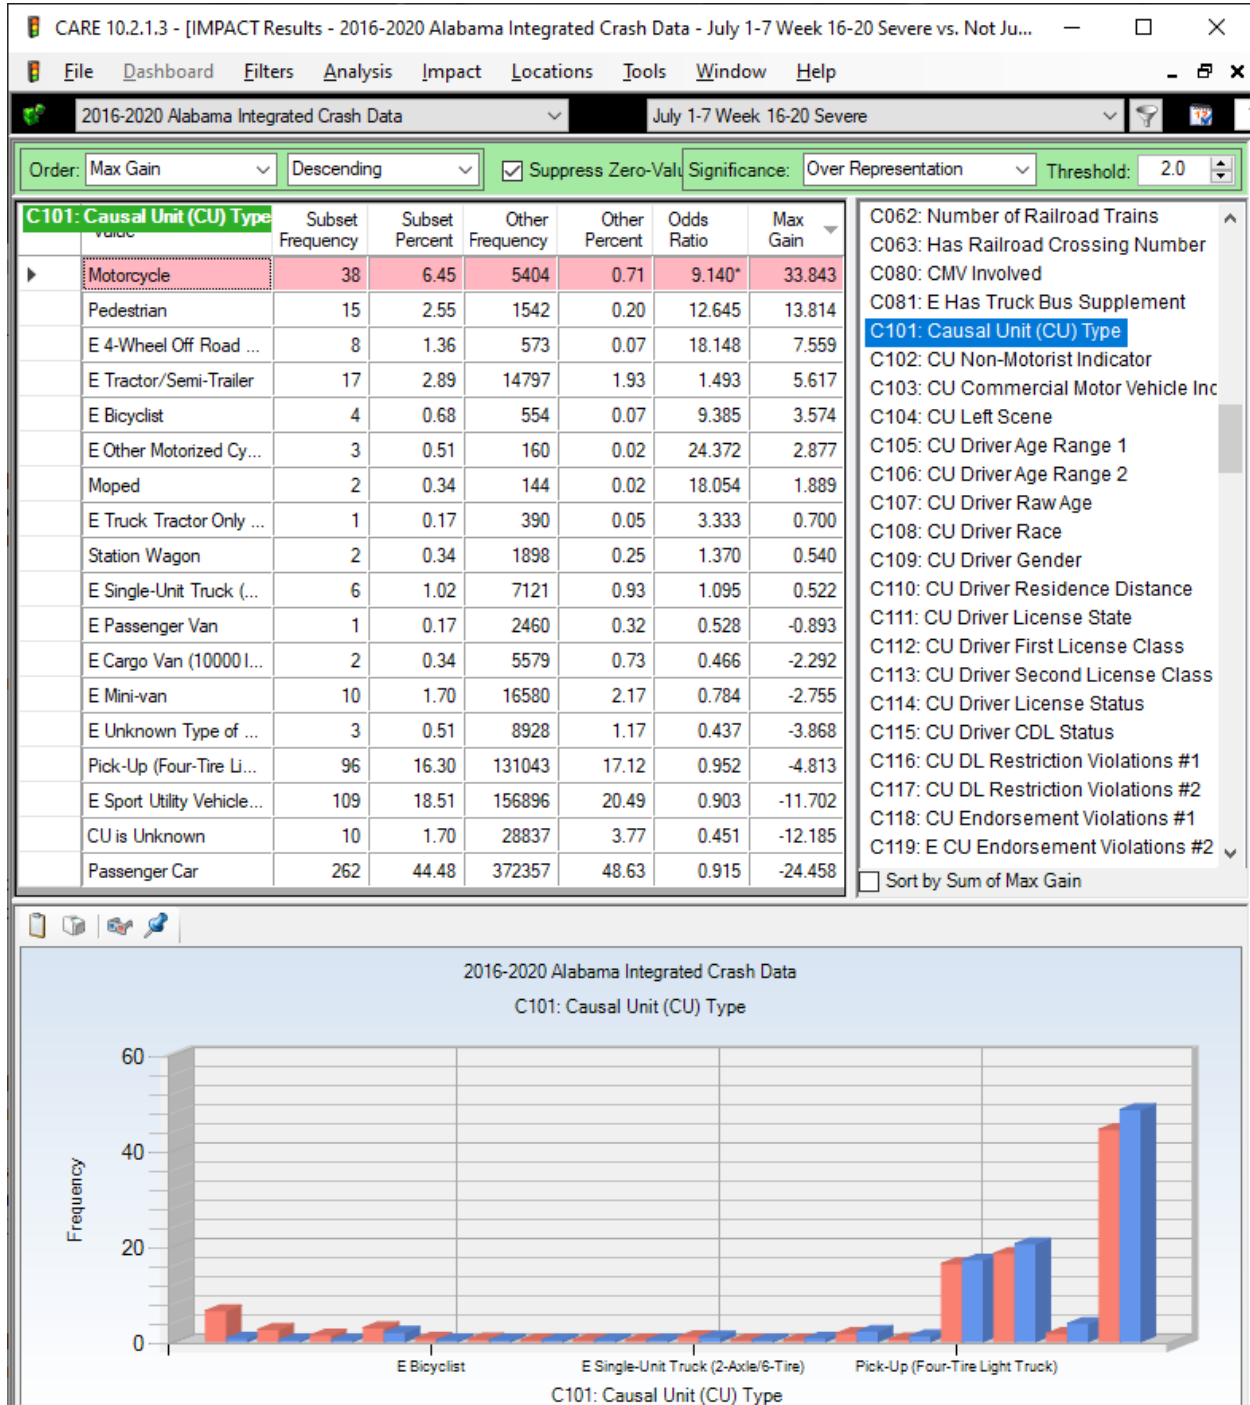 CARE 10.2.1.3 - [IMPACT Results - 2016-2020 Alabama Integrated Crash Data - July 1-7 Week 16-20 Severe vs. Not Ju...
File Dashboard Filters Analysis Impact Locations Tools Window Help
2016-2020 Alabama Integrated Crash Data July 1-7 Week 16-20 Severe
Order: Max Gain Descending Suppress Zero-Valu Significance: Over Representation Threshold: 2.0
C101: Causal Unit (CU) Type Subset Frequency Subset Percent Other Frequency Other Percent Odds Ratio Max Gain
Motorcycle 38 6.45 5404 0.71 9.140* 33.843
Pedestrian 15 2.55 1542 0.20 12.645 13.814
E 4-Wheel Off Road ... 8 1.36 573 0.07 18.148 7.559
E Tractor/Semi-Trailer 17 2.89 14797 1.93 1.493 5.617
E Bicyclist 4 0.68 554 0.07 9.385 3.574
E Other Motorized Cy... 3 0.51 160 0.02 24.372 2.877
Moped 2 0.34 144 0.02 18.054 1.889
E Truck Tractor Only ... 1 0.17 390 0.05 3.333 0.700
Station Wagon 2 0.34 1898 0.25 1.370 0.540
E Single-Unit Truck (... 6 1.02 7121 0.93 1.095 0.522
E Passenger Van 1 0.17 2460 0.32 0.528 -0.893
E Cargo Van (10000 l... 2 0.34 5579 0.73 0.466 -2.292
E Mini-van 10 1.70 16580 2.17 0.784 -2.755
E Unknown Type of ... 3 0.51 8928 1.17 0.437 -3.868
Pick-Up (Four-Tire Li... 96 16.30 131043 17.12 0.952 -4.813
E Sport Utility Vehicle... 109 18.51 156896 20.49 0.903 -11.702
CU is Unknown 10 1.70 28837 3.77 0.451 -12.185
Passenger Car 262 44.48 372357 48.63 0.915 -24.458
C062: Number of Railroad Trains
C063: Has Railroad Crossing Number
C080: CMV Involved
C081: E Has Truck Bus Supplement
C101: Causal Unit (CU) Type
C102: CU Non-Motorist Indicator
C103: CU Commercial Motor Vehicle Inc
C104: CU Left Scene
C105: CU Driver Age Range 1
C106: CU Driver Age Range 2
C107: CU Driver Raw Age
C108: CU Driver Race
C109: CU Driver Gender
C110: CU Driver Residence Distance
C111: CU Driver License State
C112: CU Driver First License Class
C113: CU Driver Second License Class
C114: CU Driver License Status
C115: CU Driver CDL Status
C116: CU DL Restriction Violations #1
C117: CU DL Restriction Violations #2
C118: CU Endorsement Violations #1
C119: E CU Endorsement Violations #2
Sort by Sum of Max Gain
2016-2020 Alabama Integrated Crash Data
C101: Causal Unit (CU) Type
60
40
20
0
Frequency
E Bicyclist E Single-Unit Truck (2-Axle/6-Tire) Pick-Up (Four-Tire Light Truck)
C101: Causal Unit (CU) Type